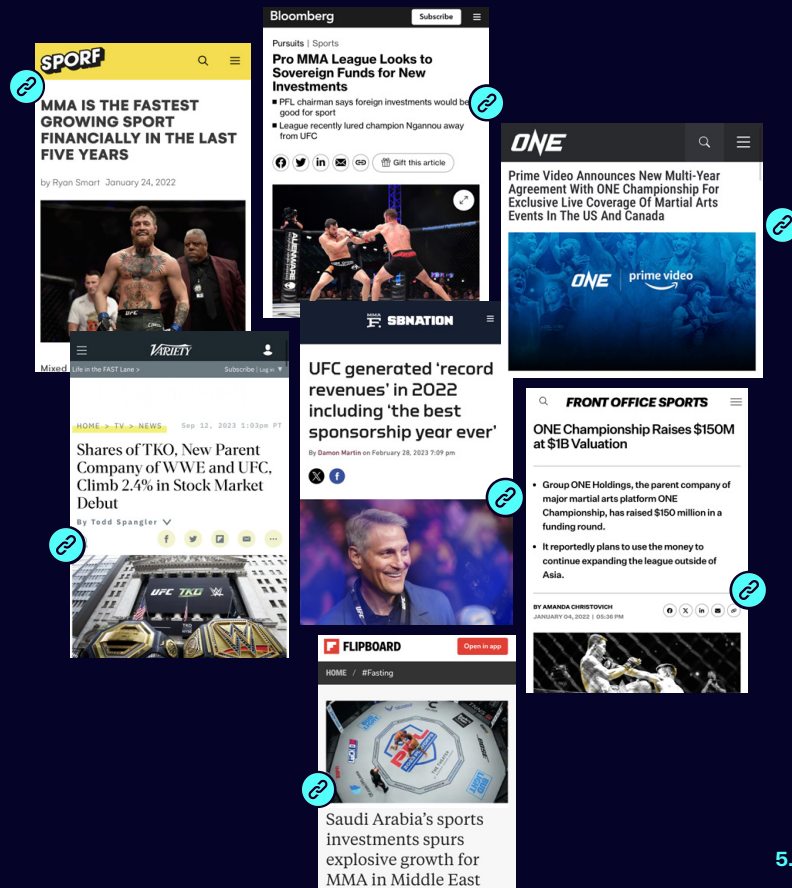 SPORF
MMA IS THE FASTEST
GROWING SPORT
FINANCIALLY IN THE LAST
FIVE YEARS
by Ryan Smart January 24, 2022
UFC
Mixed
Bloomberg
Subscribe
Pursuits | Sports
Pro MMA League Looks to
Sovereign Funds for New
Investments
■ PFL chairman says foreign investments would be
good for sport
■ League recently lured champion Ngannou away
from UFC
Gift this article
ALIENWARE
ONE
Prime Video Announces New Multi-Year
Agreement With ONE Championship For
Exclusive Live Coverage Of Martial Arts
Events In The US And Canada
ONE | prime video
VARIETY
Life in the FAST Lane >
Subscribe | Log in ▼
HOME > TV > NEWS
Sep 12, 2023 1:03pm PT
Shares of TKO, New Parent
Company of WWE and UFC,
Climb 2.4% in Stock Market
Debut
By Todd Spangler
UFC TKO W
MMA F. SBNATION
UFC generated ‘record
revenues’ in 2022
including ‘the best
sponsorship year ever’
By Damon Martin on February 28, 2023 7:09 pm
FRONT OFFICE SPORTS
ONE Championship Raises $150M
at $1B Valuation
• Group ONE Holdings, the parent company of
major martial arts platform ONE
Championship, has raised $150 million in a
funding round.
• It reportedly plans to use the money to
continue expanding the league outside of
Asia.
BY AMANDA CHRISTOVICH
JANUARY 04, 2022 | 05:36 PM
FLIPBOARD
Open in app
HOME / #Fasting
PFL
BOSE
BUD
LIGHT
Saudi Arabia’s sports
investments spurs
explosive growth for
MMA in Middle East
5.